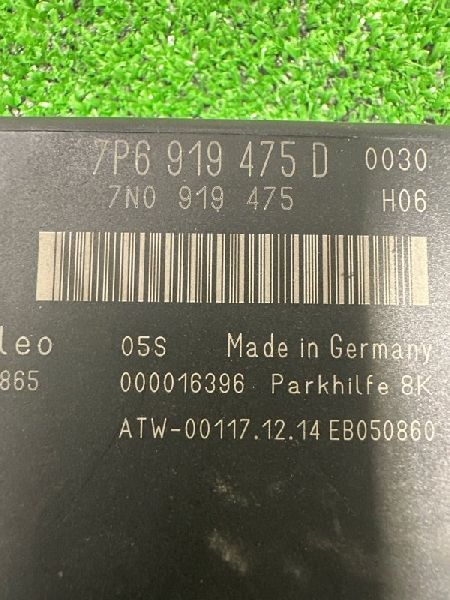 7P6 919 475 D 0030
7N0 919 475 H06
leo 05S Made in Germany
865 000016396 Parkhilfe 8K
ATW-00117.12.14 EB050860